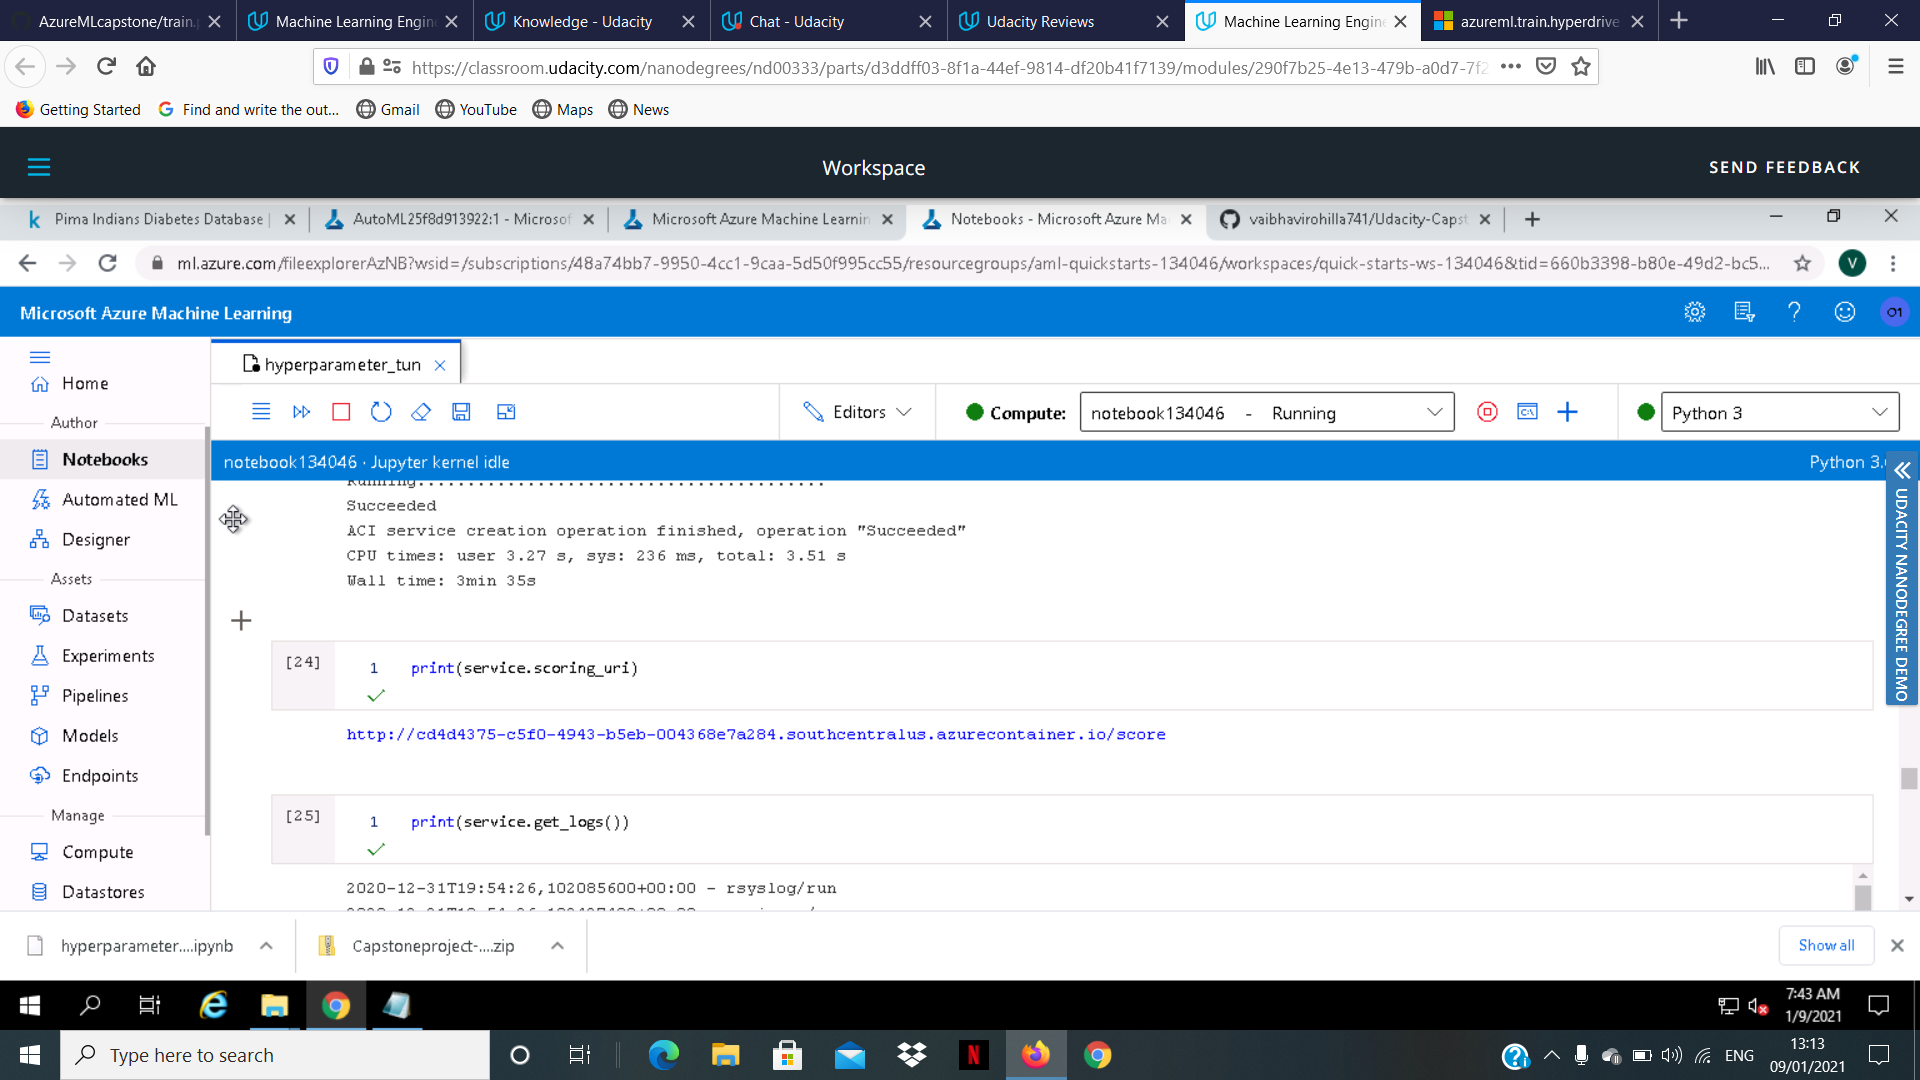 AzureMLcapstone/train.p
Machine Learning Engine
Knowledge - Udacity
Chat - Udacity
Udacity Reviews
Machine Learning Engine
azureml.train.hyperdrive
https://classroom.udacity.com/nanodegrees/nd00333/parts/d3ddff03-8f1a-44ef-9814-df20b41f7139/modules/290f7b25-4e13-479b-a0d7-7f2
Getting Started
Find and write the out...
Gmail
YouTube
Maps
News
Workspace
SEND FEEDBACK
Pima Indians Diabetes Database |
AutoML25f8d913922:1 - Microsof
Microsoft Azure Machine Learnin
Notebooks - Microsoft Azure Ma
vaibhavirohilla741/Udacity-Capst
ml.azure.com/fileexplorerAzNB?wsid=/subscriptions/48a74bb7-9950-4cc1-9caa-5d50f995cc55/resourcegroups/aml-quickstarts-134046/workspaces/quick-starts-ws-134046&tid=660b3398-b80e-49d2-bc5...
V
Microsoft Azure Machine Learning
O1
hyperparameter_tun
Home
Author
Notebooks
Automated ML
Designer
Assets
Datasets
Experiments
Pipelines
Models
Endpoints
Manage
Compute
Datastores
Editors
Compute:
notebook134046 - Running
Python 3
notebook134046 · Jupyter kernel idle
Python 3.
Running........................................
Succeeded
ACI service creation operation finished, operation "Succeeded"
CPU times: user 3.27 s, sys: 236 ms, total: 3.51 s
Wall time: 3min 35s
[24]
1 print(service.scoring_uri)
http://cd4d4375-c5f0-4943-b5eb-004368e7a284.southcentralus.azurecontainer.io/score
[25]
1 print(service.get_logs())
2020-12-31T19:54:26,102085600+00:00 - rsyslog/run
UDACITY NANODEGREE DEMO
hyperparameter....ipynb
Capstoneproject-....zip
Show all
7:43 AM
1/9/2021
Type here to search
ENG
13:13
09/01/2021